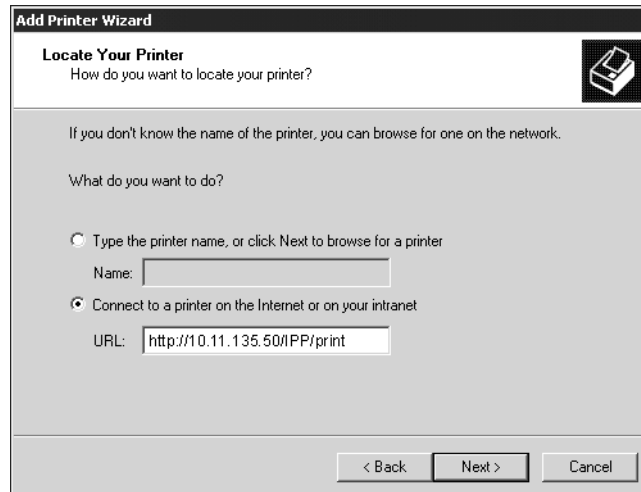 Add Printer Wizard
Locate Your Printer
How do you want to locate your printer?
If you don't know the name of the printer, you can browse for one on the network.
What do you want to do?
Type the printer name, or click Next to browse for a printer
Name:
Connect to a printer on the Internet or on your intranet
URL: http://10.11.135.50/IPP/print
< Back Next > Cancel